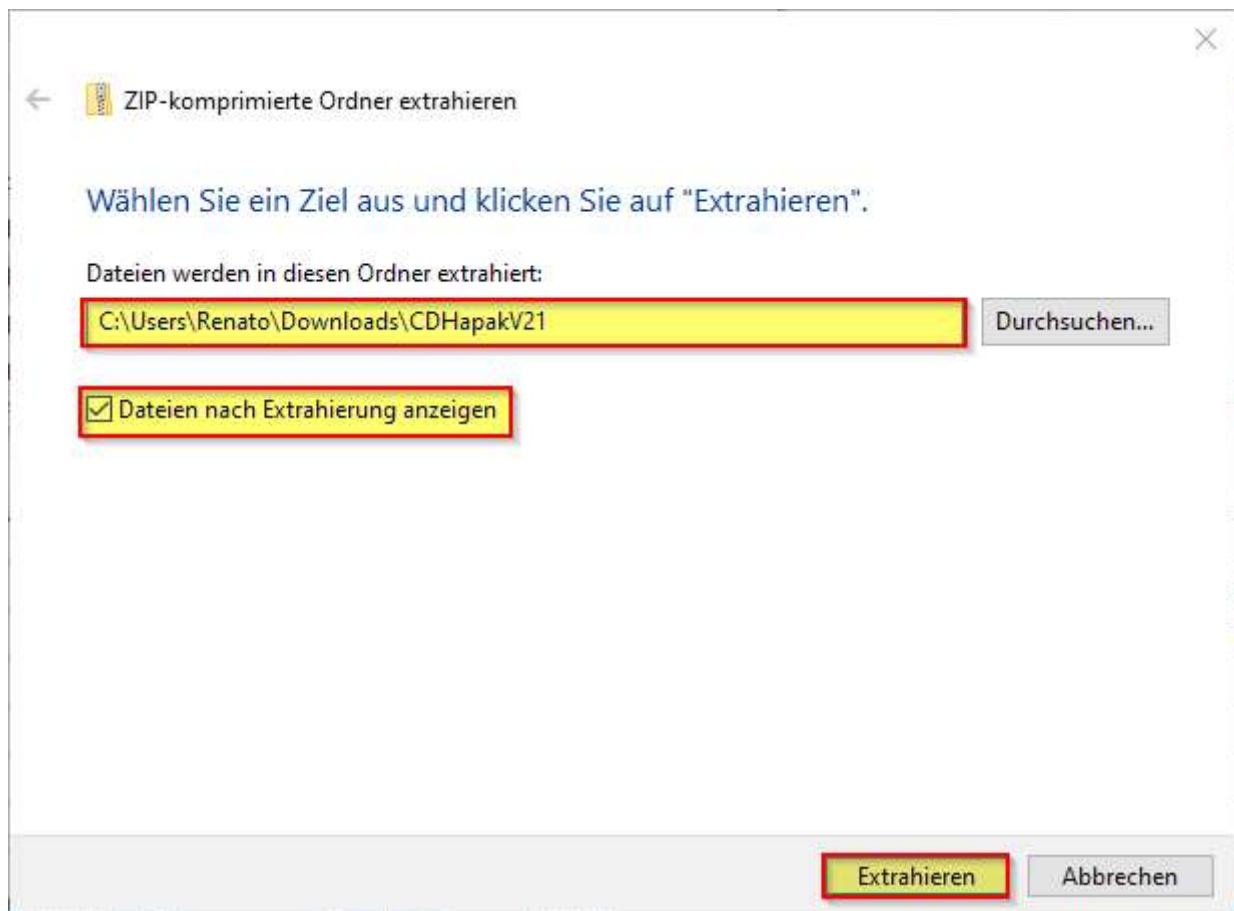 ZIP-komprimierte Ordner extrahieren
Wählen Sie ein Ziel aus und klicken Sie auf "Extrahieren".
Dateien werden in diesen Ordner extrahiert:
C:\Users\Renato\Downloads\CDHapakV21
Durchsuchen...
Dateien nach Extrahierung anzeigen
Extrahieren
Abbrechen